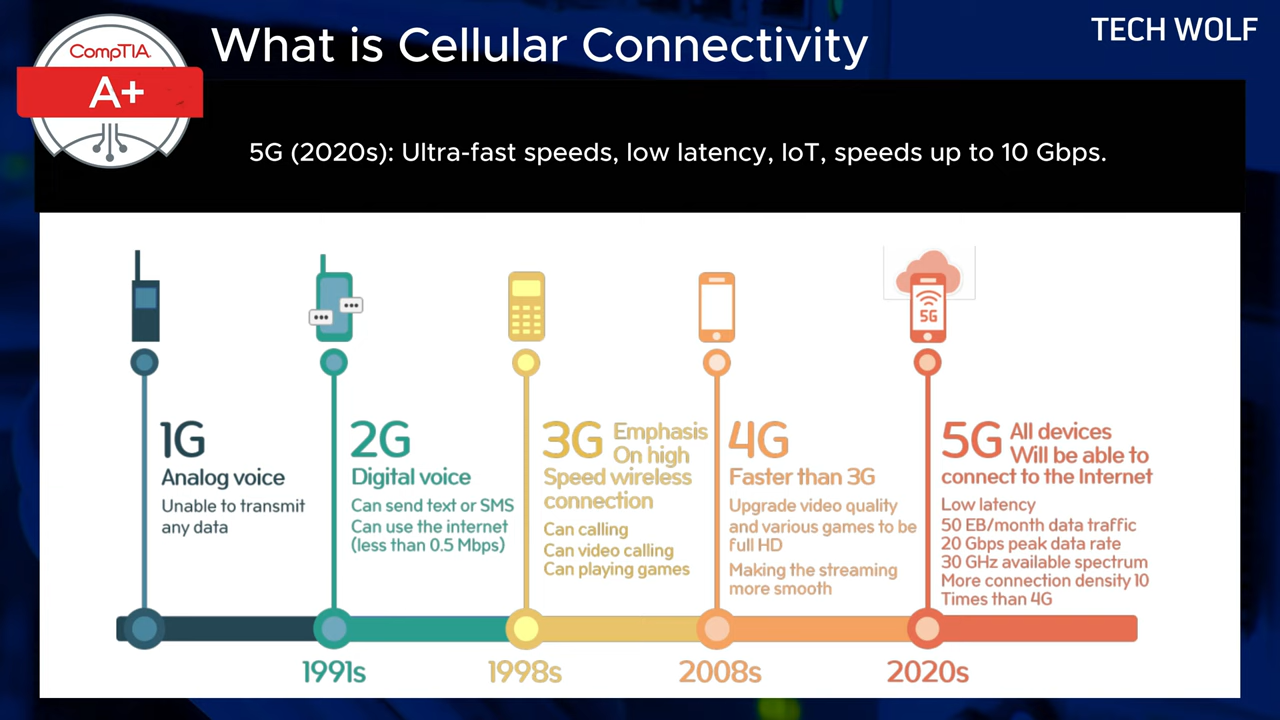 What is Cellular Connectivity
TECH WOLF
CompTIA.
A+
5G (2020s): Ultra-fast speeds, low latency, IoT, speeds up to 10 Gbps.
5G
1G
Analog voice
Unable to transmit
any data
2G
Digital voice
Can send text or SMS
Can use the internet
(less than 0.5 Mbps)
3G Emphasis
On high
Speed wireless
connection
Can calling
Can video calling
Can playing games
4G
Faster than 3G
Upgrade video quality
and various games to be
full HD
Making the streaming
more smooth
5G All devices
Will be able to
connect to the Internet
Low latency
50 EB/month data traffic
20 Gbps peak data rate
30 GHz available spectrum
More connection density 10
Times than 4G
1991s
1998s
2008s
2020s